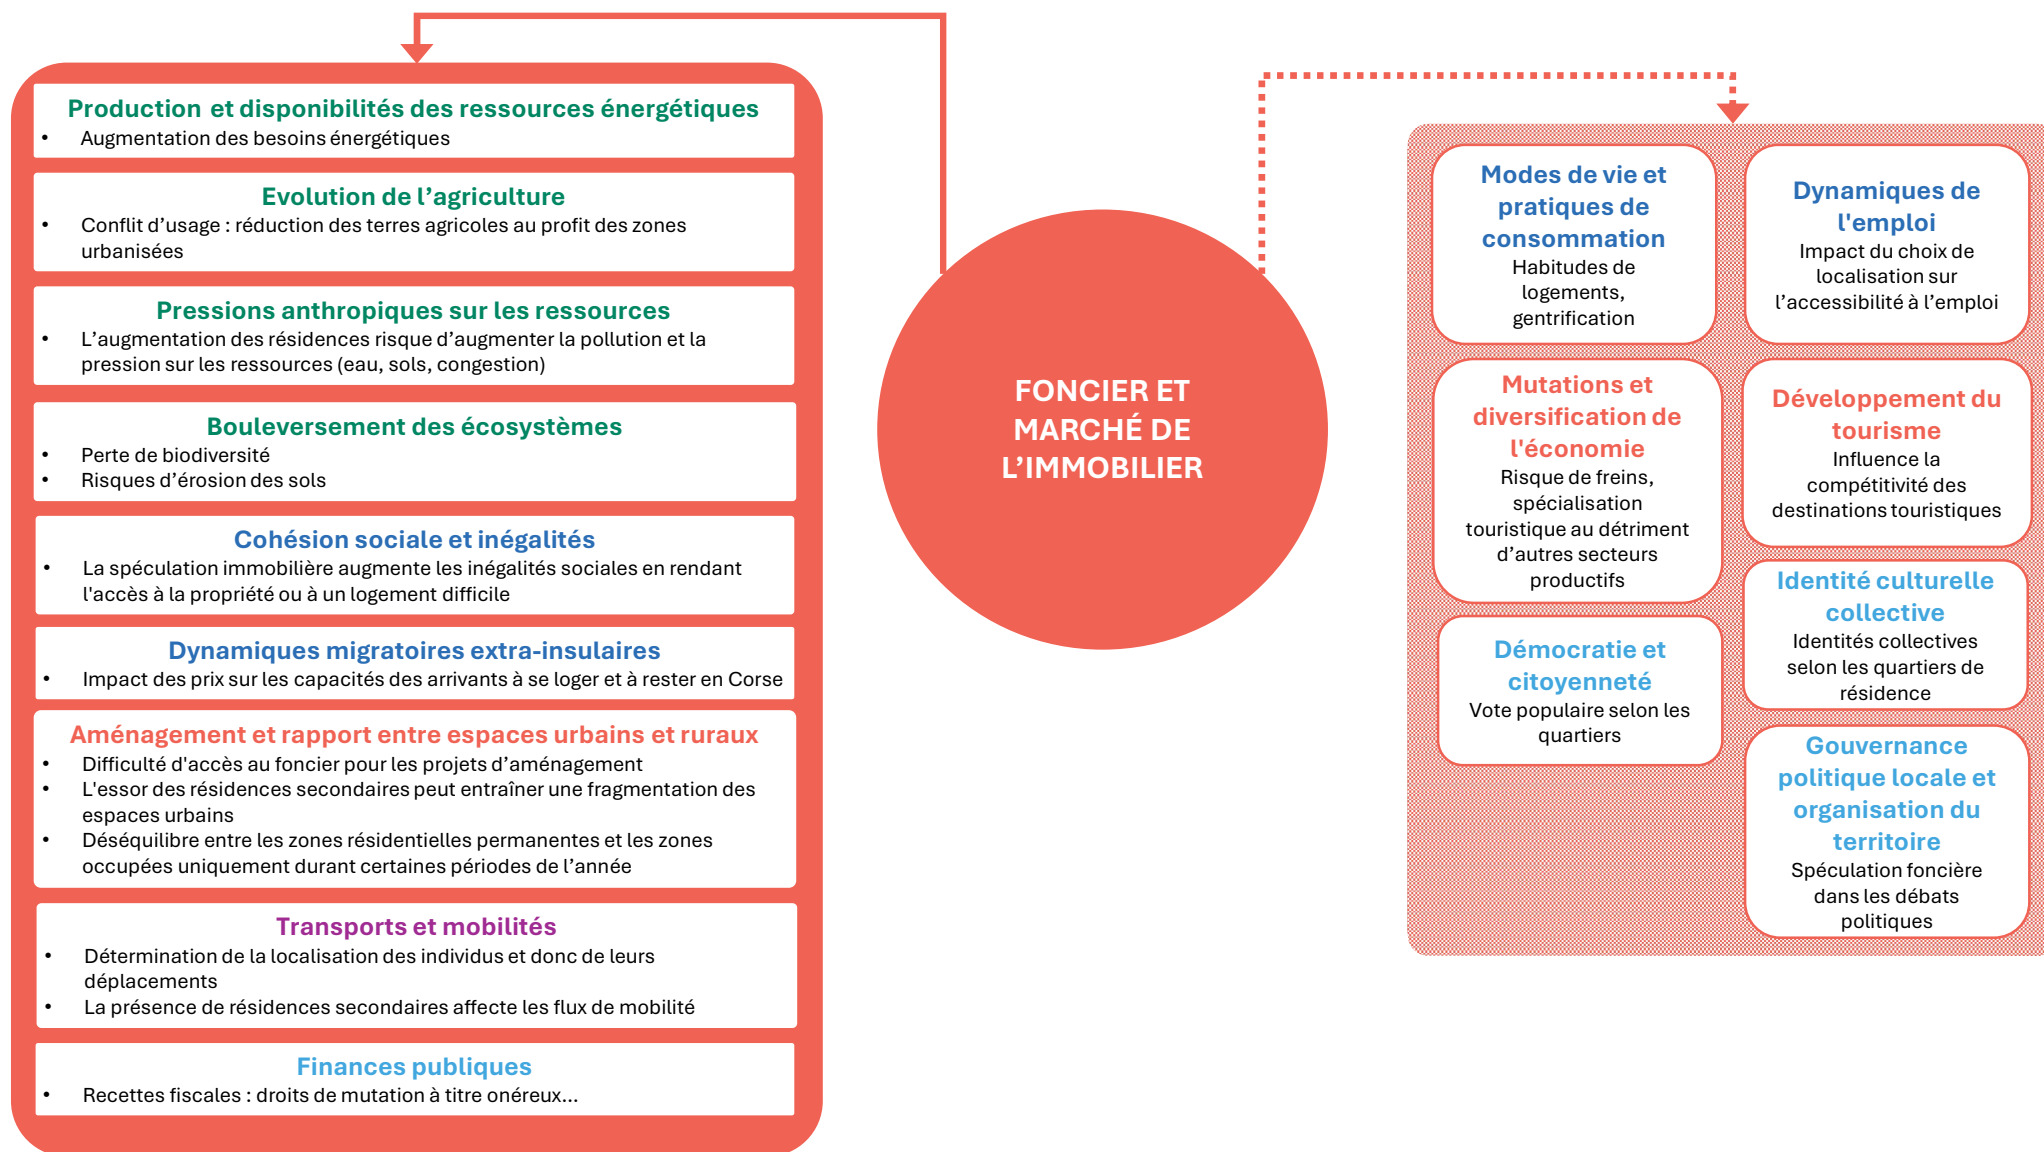 Production et disponibilités des ressources énergétiques
• Augmentation des besoins énergétiques
Evolution de l’agriculture
• Conflit d’usage : réduction des terres agricoles au profit des zones
urbanisées
Pressions anthropiques sur les ressources
• L’augmentation des résidences risque d’augmenter la pollution et la
pression sur les ressources (eau, sols, congestion)
Bouleversement des écosystèmes
• Perte de biodiversité
• Risques d’érosion des sols
Cohésion sociale et inégalités
• La spéculation immobilière augmente les inégalités sociales en rendant
l'accès à la propriété ou à un logement difficile
Dynamiques migratoires extra-insulaires
• Impact des prix sur les capacités des arrivants à se loger et à rester en Corse
Aménagement et rapport entre espaces urbains et ruraux
• Difficulté d'accès au foncier pour les projets d’aménagement
• L'essor des résidences secondaires peut entraîner une fragmentation des
espaces urbains
• Déséquilibre entre les zones résidentielles permanentes et les zones
occupées uniquement durant certaines périodes de l’année
Transports et mobilités
• Détermination de la localisation des individus et donc de leurs
déplacements
• La présence de résidences secondaires affecte les flux de mobilité
Finances publiques
• Recettes fiscales : droits de mutation à titre onéreux…
FONCIER ET
MARCHÉ DE
L’IMMOBILIER
Modes de vie et
pratiques de
consommation
Habitudes de
logements,
gentrification
Dynamiques de
l'emploi
Impact du choix de
localisation sur
l’accessibilité à l’emploi
Mutations et
diversification de
l'économie
Risque de freins,
spécialisation
touristique au détriment
d’autres secteurs
productifs
Développement du
tourisme
Influence la
compétitivité des
destinations touristiques
Démocratie et
citoyenneté
Vote populaire selon les
quartiers
Identité culturelle
collective
Identités collectives
selon les quartiers de
résidence
Gouvernance
politique locale et
organisation du
territoire
Spéculation foncière
dans les débats
politiques